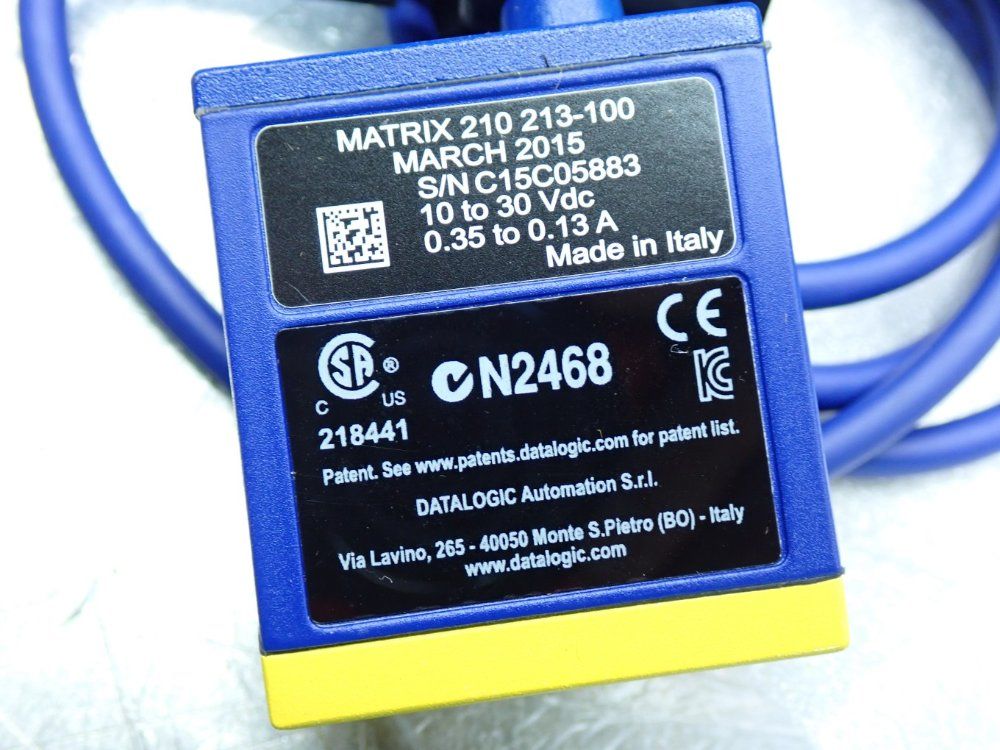 MATRIX 210 213-100
MARCH 2015
S/N C15C05883
10 to 30 Vdc
0.35 to 0.13 A
Made in Italy
CE
SA ®
C US
N2468
KC
218441
Patent. See www.patents.datalogic.com for patent list.
DATALOGIC Automation S.r.l.
Via Lavino, 265 - 40050 Monte S.Pietro (BO) - Italy
www.datalogic.com